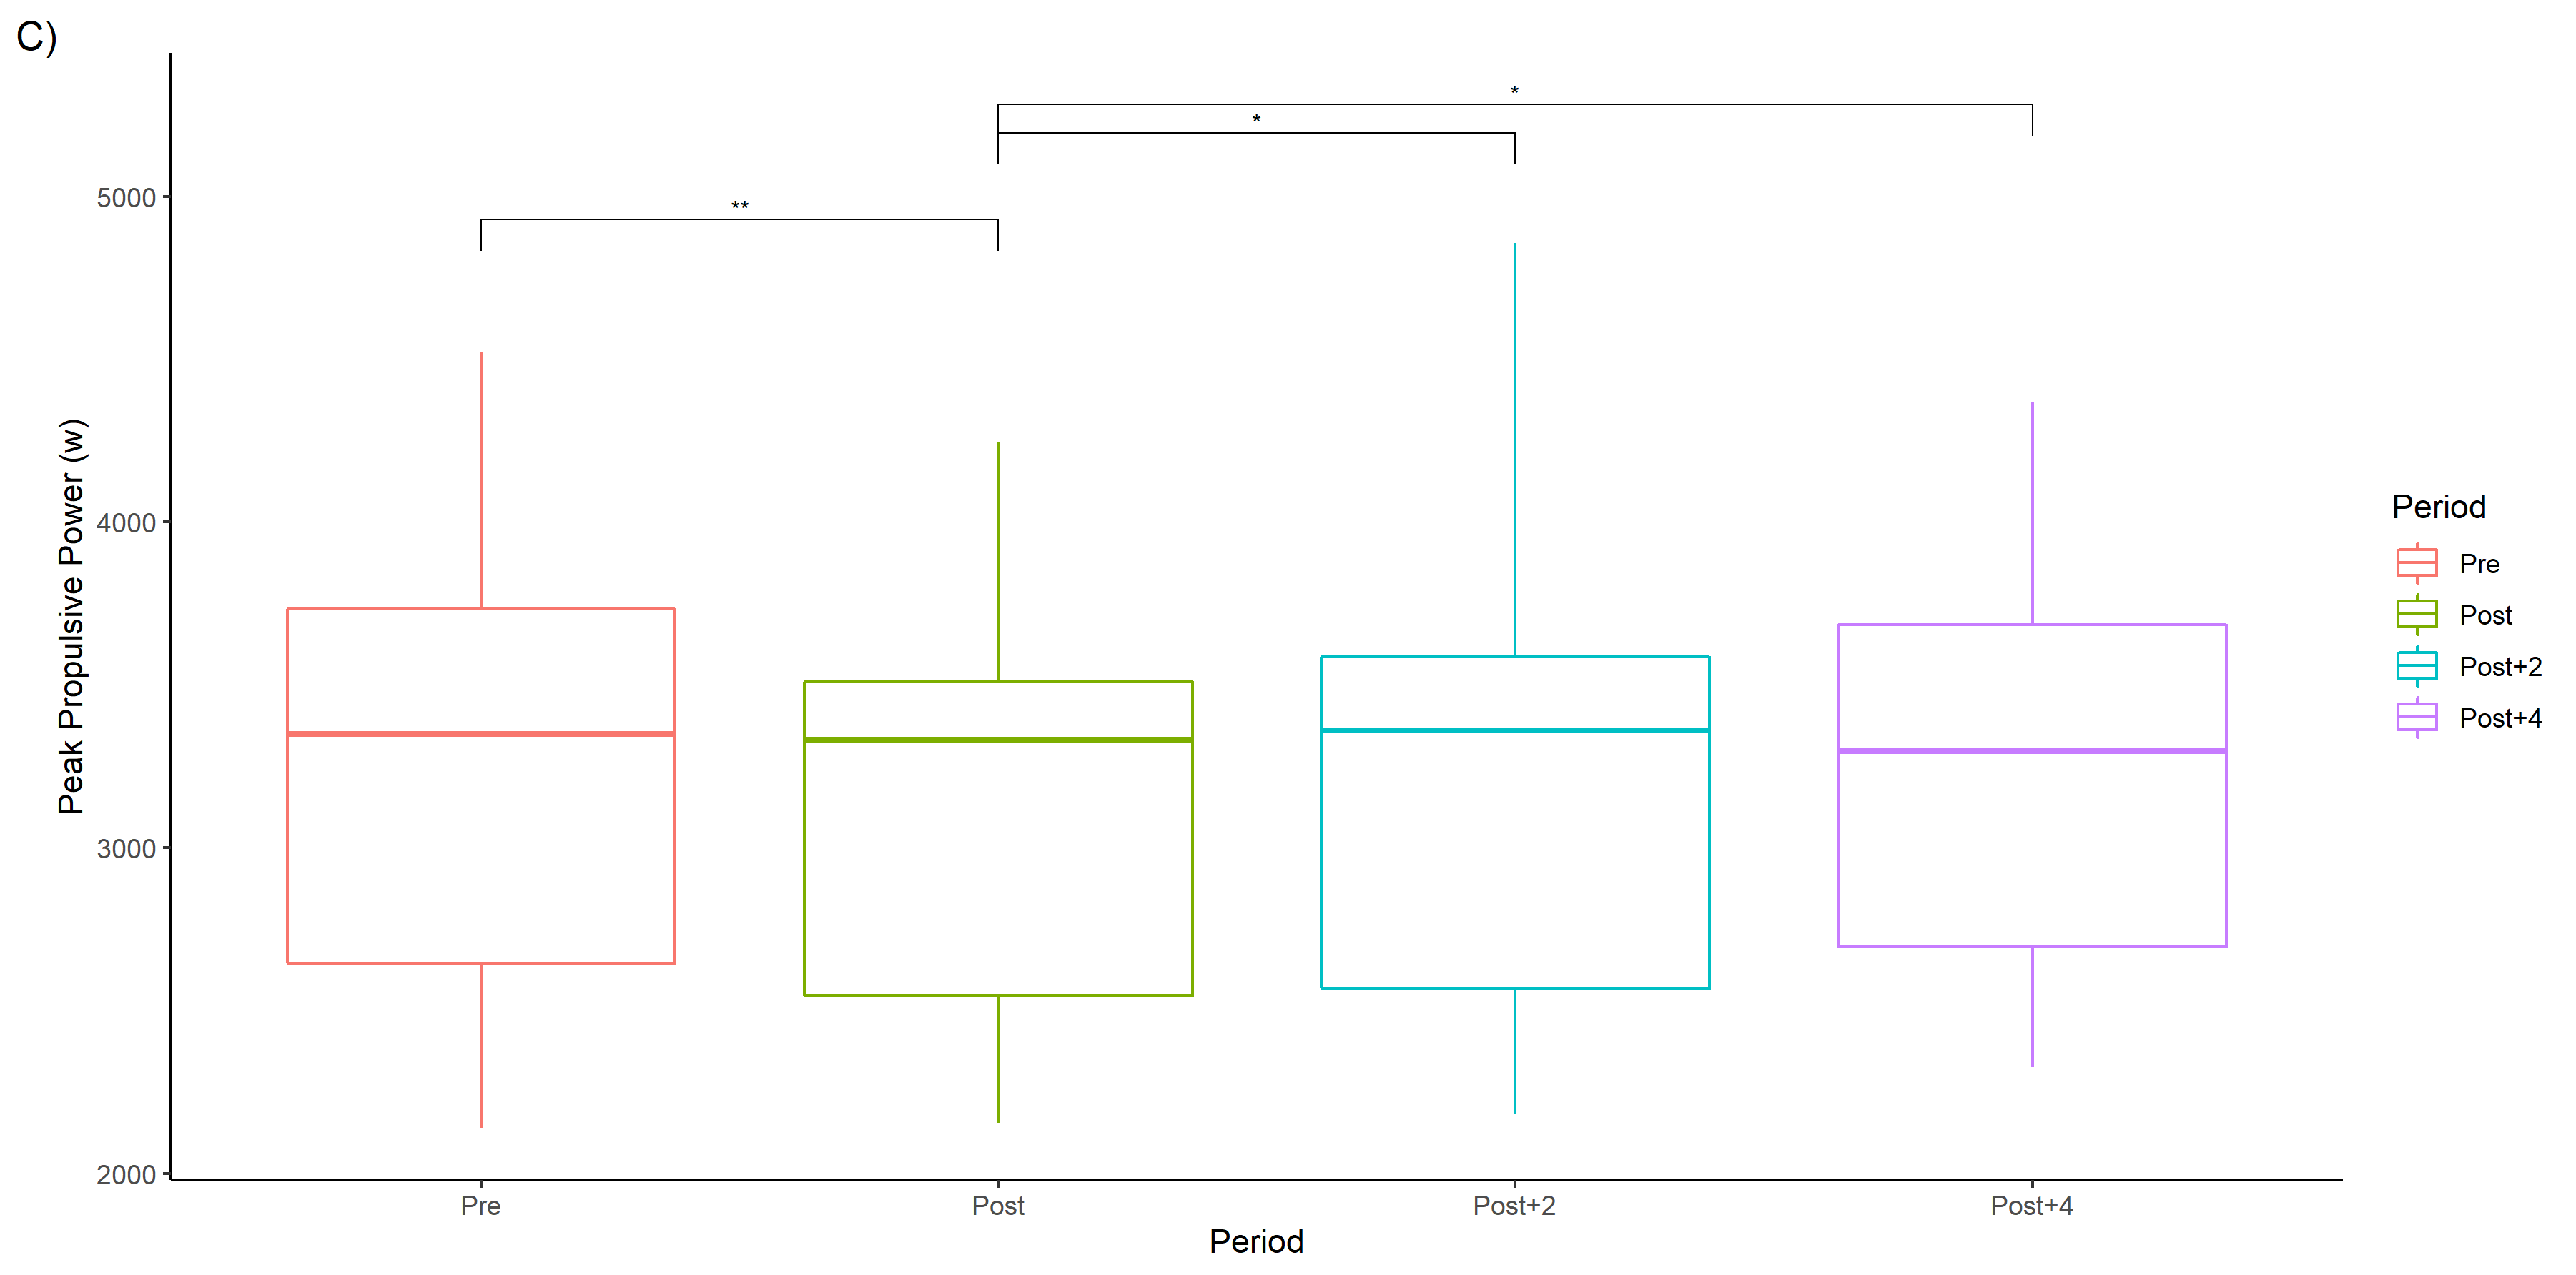 C)
*
*
**
5000
4000
3000
2000
Peak Propulsive Power (w)
Pre
Post
Post+2
Post+4
Period
Period
Pre
Post
Post+2
Post+4